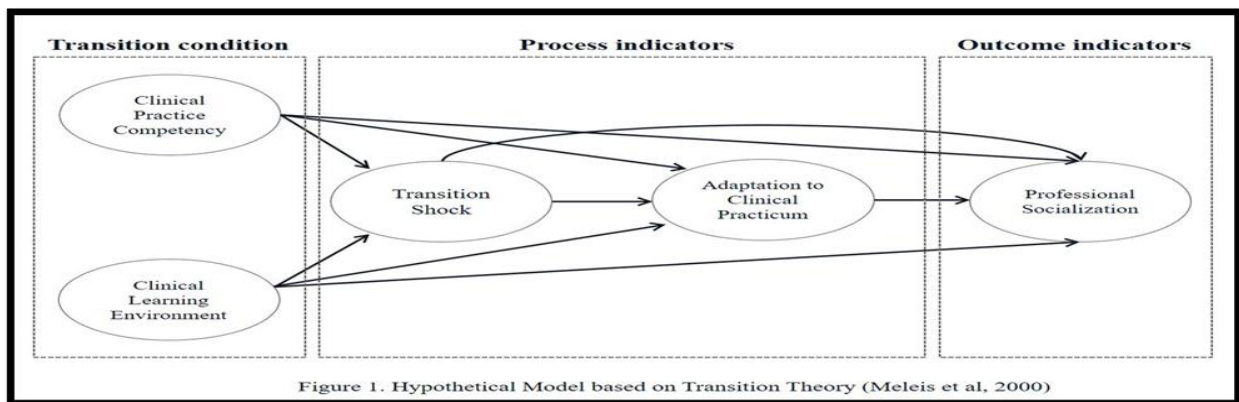 Transition condition
Process indicators
Outcome indicators
Clinical
Practice
Competency
Transition
Shock
Adaptation to
Clinical
Practicum
Professional
Socialization
Clinical
Learning
Environment
Figure 1. Hypothetical Model based on Transition Theory (Meleis et al, 2000)